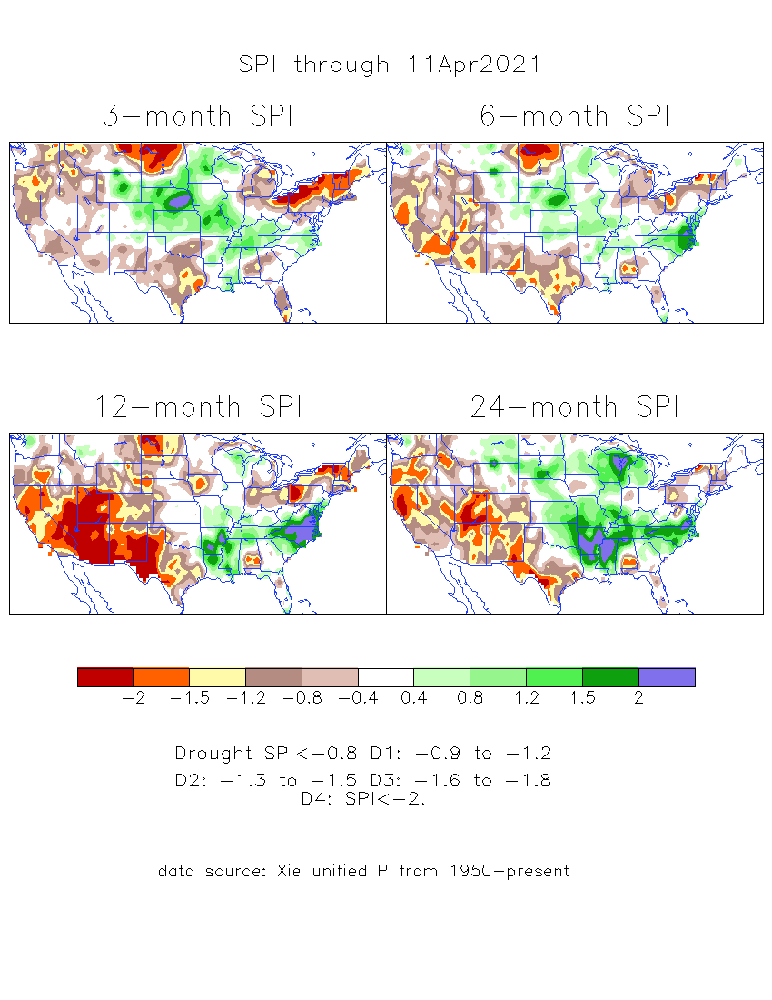 SPI through 11Apr2021
3-month SPI
6-month SPI
12-month SPI
24-month SPI
-2 -1.5 -1.2 -0.8 -0.4 0.4 0.8 1.2 1.5 2
Drought SPI<-0.8 D1: -0.9 to -1.2
D2: -1.3 to -1.5 D3: -1.6 to -1.8
D4: SPI<-2.
data source: Xie unified P from 1950-present